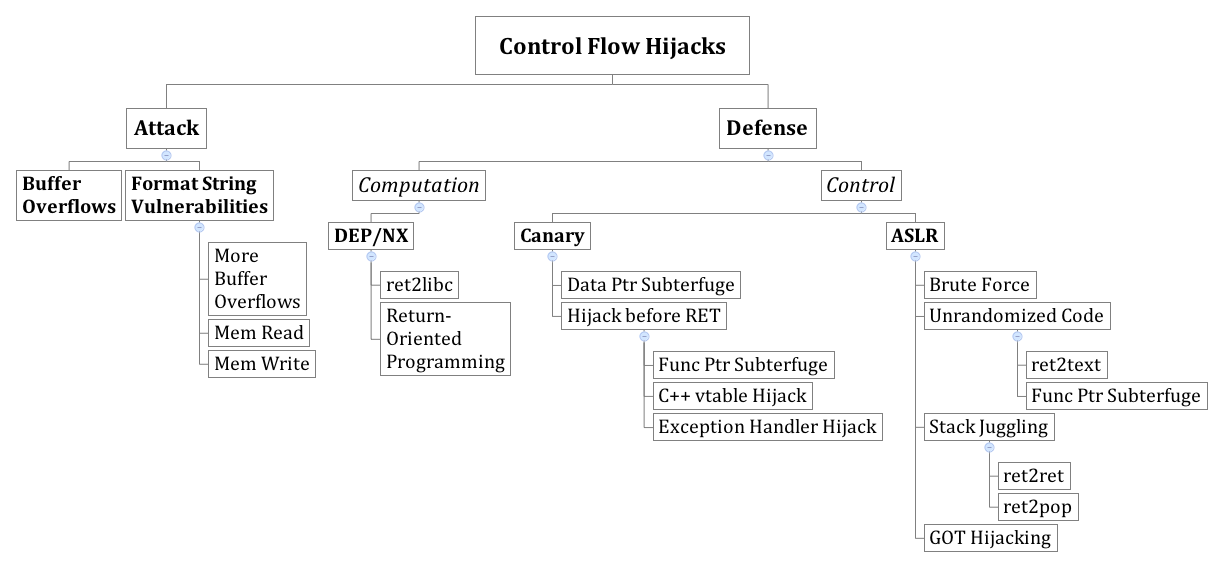 Control Flow Hijacks
Attack
Defense
Buffer
Overflows
Format String
Vulnerabilities
More
Buffer
Overflows
Mem Read
Mem Write
Computation
DEP/NX
ret2libc
Return-
Oriented
Programming
Control
Canary
Data Ptr Subterfuge
Hijack before RET
Func Ptr Subterfuge
C++ vtable Hijack
Exception Handler Hijack
ASLR
Brute Force
Unrandomized Code
ret2text
Func Ptr Subterfuge
Stack Juggling
ret2ret
ret2pop
GOT Hijacking